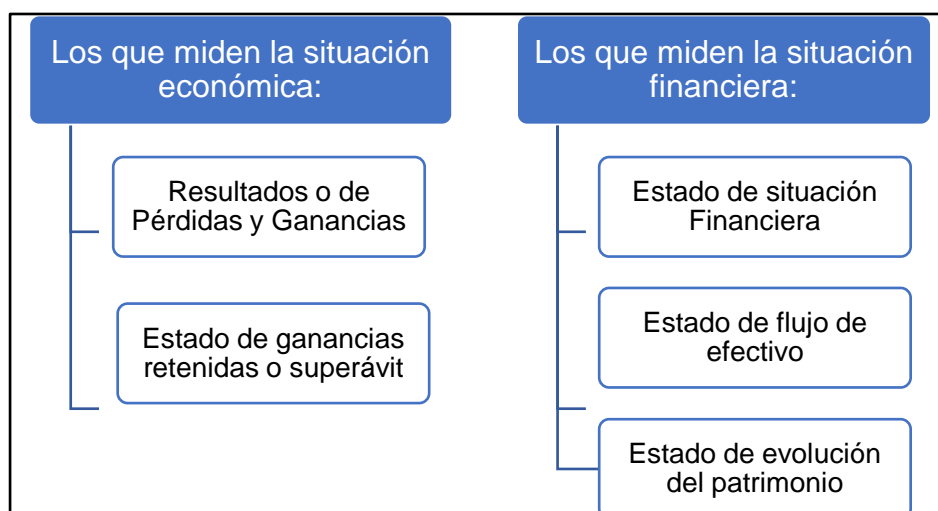 Los que miden la situación
económica:
Resultados o de
Pérdidas y Ganancias
Estado de ganancias
retenidas o superávit
Los que miden la situación
financiera:
Estado de situación
Financiera
Estado de flujo de
efectivo
Estado de evolución
del patrimonio